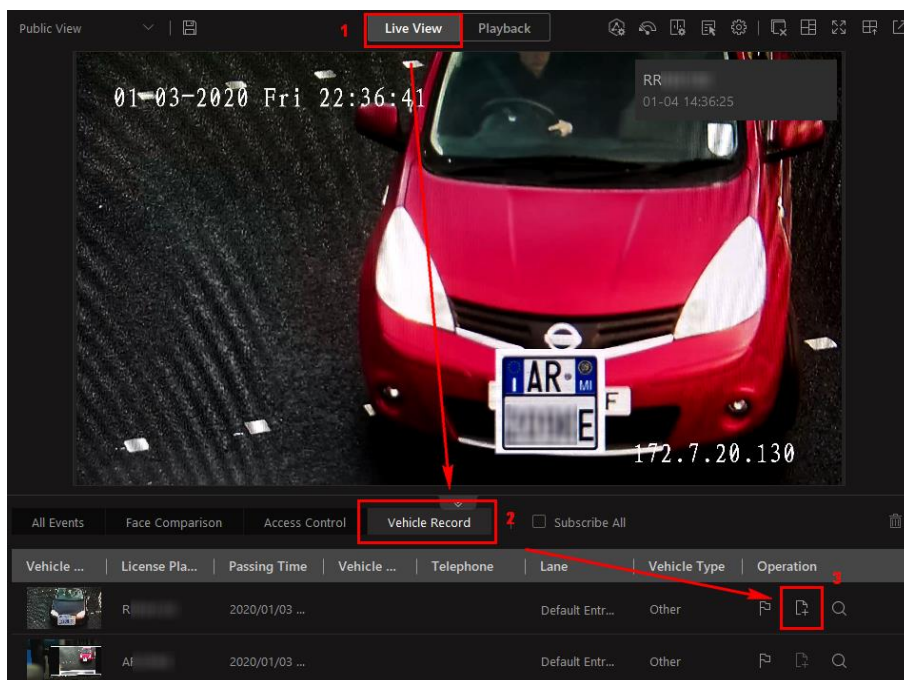 Public View
1
Live View
Playback
01-03-2020 Fri 22:36:41
RR
01-04 14:36:25
I AR MI
F
E
172.7.20.130
All Events
Face Comparison
Access Control
Vehicle Record
2
Subscribe All
Vehicle ... License Pla... Passing Time Vehicle ... Telephone Lane Vehicle Type Operation
3
R 2020/01/03 ... Default Entr... Other
2020/01/03 ... Default Entr... Other